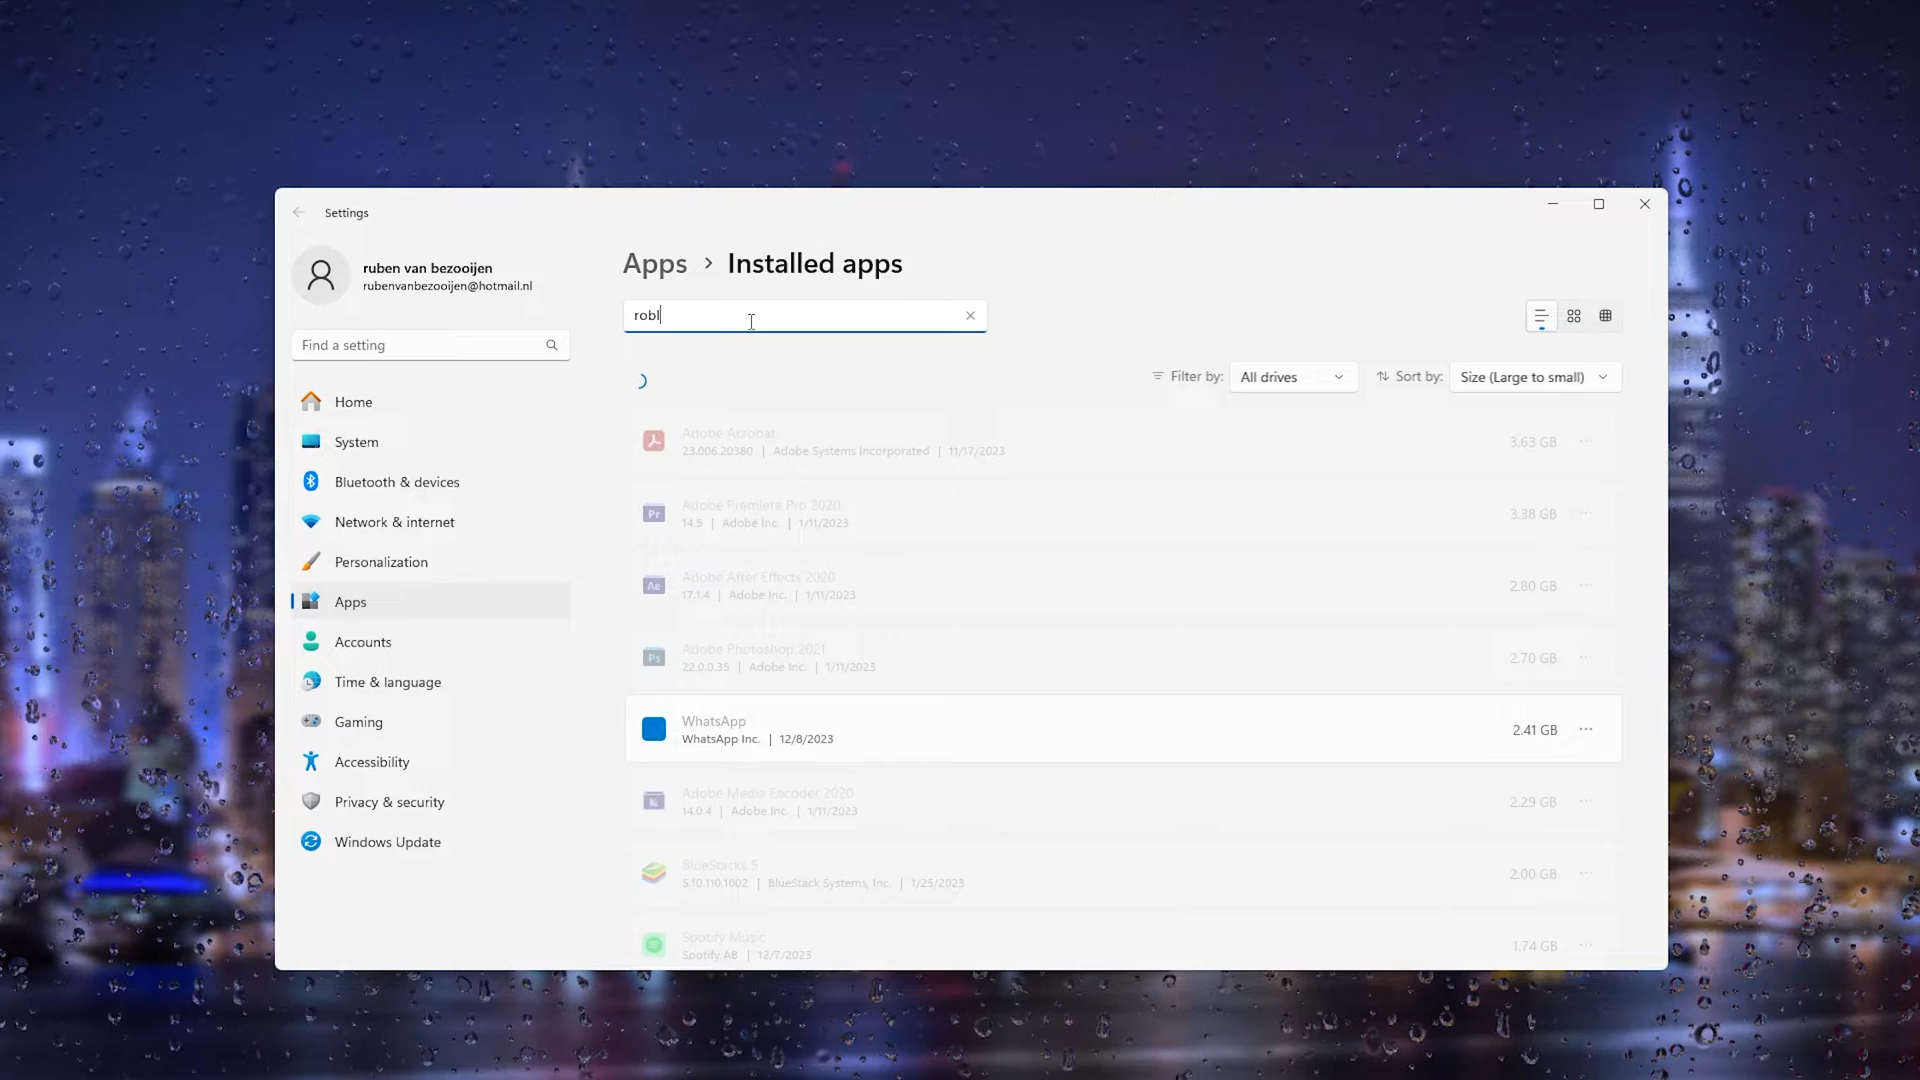 Settings
ruben van bezooijen
rubenvanbezooijen@hotmail.nl
Find a setting
Home
System
Bluetooth & devices
Network & internet
Personalization
Apps
Accounts
Time & language
Gaming
Accessibility
Privacy & security
Windows Update
Apps > Installed apps
robl
Filter by: All drives
Sort by: Size (Large to small)
Adobe Acrobat
23.006.20380 | Adobe Systems Incorporated | 11/17/2023
3.63 GB
Adobe Premiere Pro 2020
14.5 | Adobe Inc. | 1/11/2023
3.38 GB
Adobe After Effects 2020
17.1.4 | Adobe Inc. | 1/11/2023
2.80 GB
Adobe Photoshop 2021
22.0.0.35 | Adobe Inc. | 1/11/2023
2.70 GB
WhatsApp
WhatsApp Inc. | 12/8/2023
2.41 GB
Adobe Media Encoder 2020
14.0.4 | Adobe Inc. | 1/11/2023
2.29 GB
BlueStacks 5
5.10.110.1002 | BlueStack Systems, Inc. | 1/25/2023
2.00 GB
Spotify Music
Spotify AB | 12/7/2023
1.74 GB